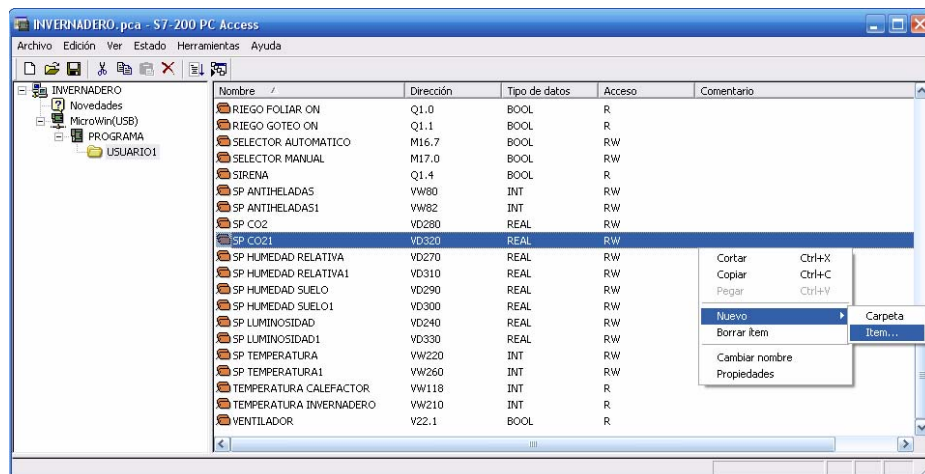 INVERNADERO.pca - S7-200 PC Access
Archivo Edición Ver Estado Herramientas Ayuda
INVERNADERO
Novedades
MicroWin(USB)
PROGRAMA
USUARIO1
Nombre Dirección Tipo de datos Acceso Comentario
RIEGO FOLIAR ON Q1.0 BOOL R
RIEGO GOTEO ON Q1.1 BOOL R
SELECTOR AUTOMATICO M16.7 BOOL RW
SELECTOR MANUAL M17.0 BOOL RW
SIRENA Q1.4 BOOL R
SP ANTIHELADAS VW80 INT RW
SP ANTIHELADAS1 VW82 INT RW
SP CO2 VD280 REAL RW
SP CO21 VD320 REAL RW
SP HUMEDAD RELATIVA VD270 REAL RW
SP HUMEDAD RELATIVA1 VD310 REAL RW
SP HUMEDAD SUELO VD290 REAL RW
SP HUMEDAD SUELO1 VD300 REAL RW
SP LUMINOSIDAD VD240 REAL RW
SP LUMINOSIDAD1 VD330 REAL RW
SP TEMPERATURA VW220 INT RW
SP TEMPERATURA1 VW260 INT RW
TEMPERATURA CALEFACTOR VW118 INT R
TEMPERATURA INVERNADERO VW210 INT R
VENTILADOR V22.1 BOOL R
Cortar Ctrl+X
Copiar Ctrl+C
Pegar Ctrl+V
Nuevo
Borrar ítem
Cambiar nombre
Propiedades
Carpeta
Item...